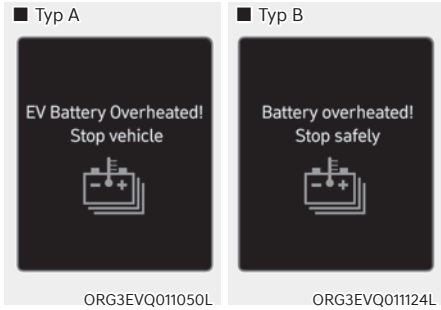 ■ Typ A
EV Battery Overheated!
Stop vehicle
ORG3EVQ011050L
■ Typ B
Battery overheated!
Stop safely
ORG3EVQ011124L